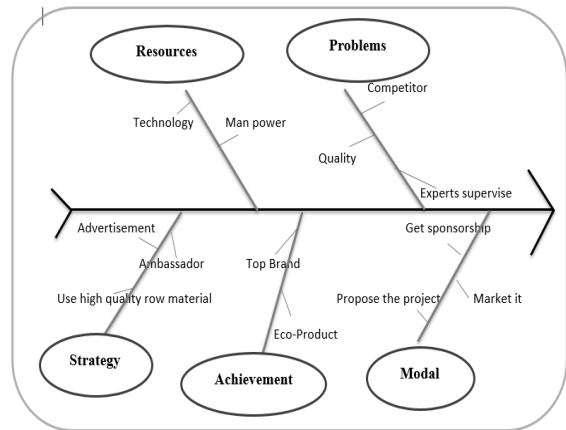 Resources
Problems
Technology
Man power
Competitor
Quality
Experts supervise
Advertisement
Ambassador
Use high quality row material
Top Brand
Eco-Product
Get sponsorship
Propose the project
Market it
Strategy
Achievement
Modal